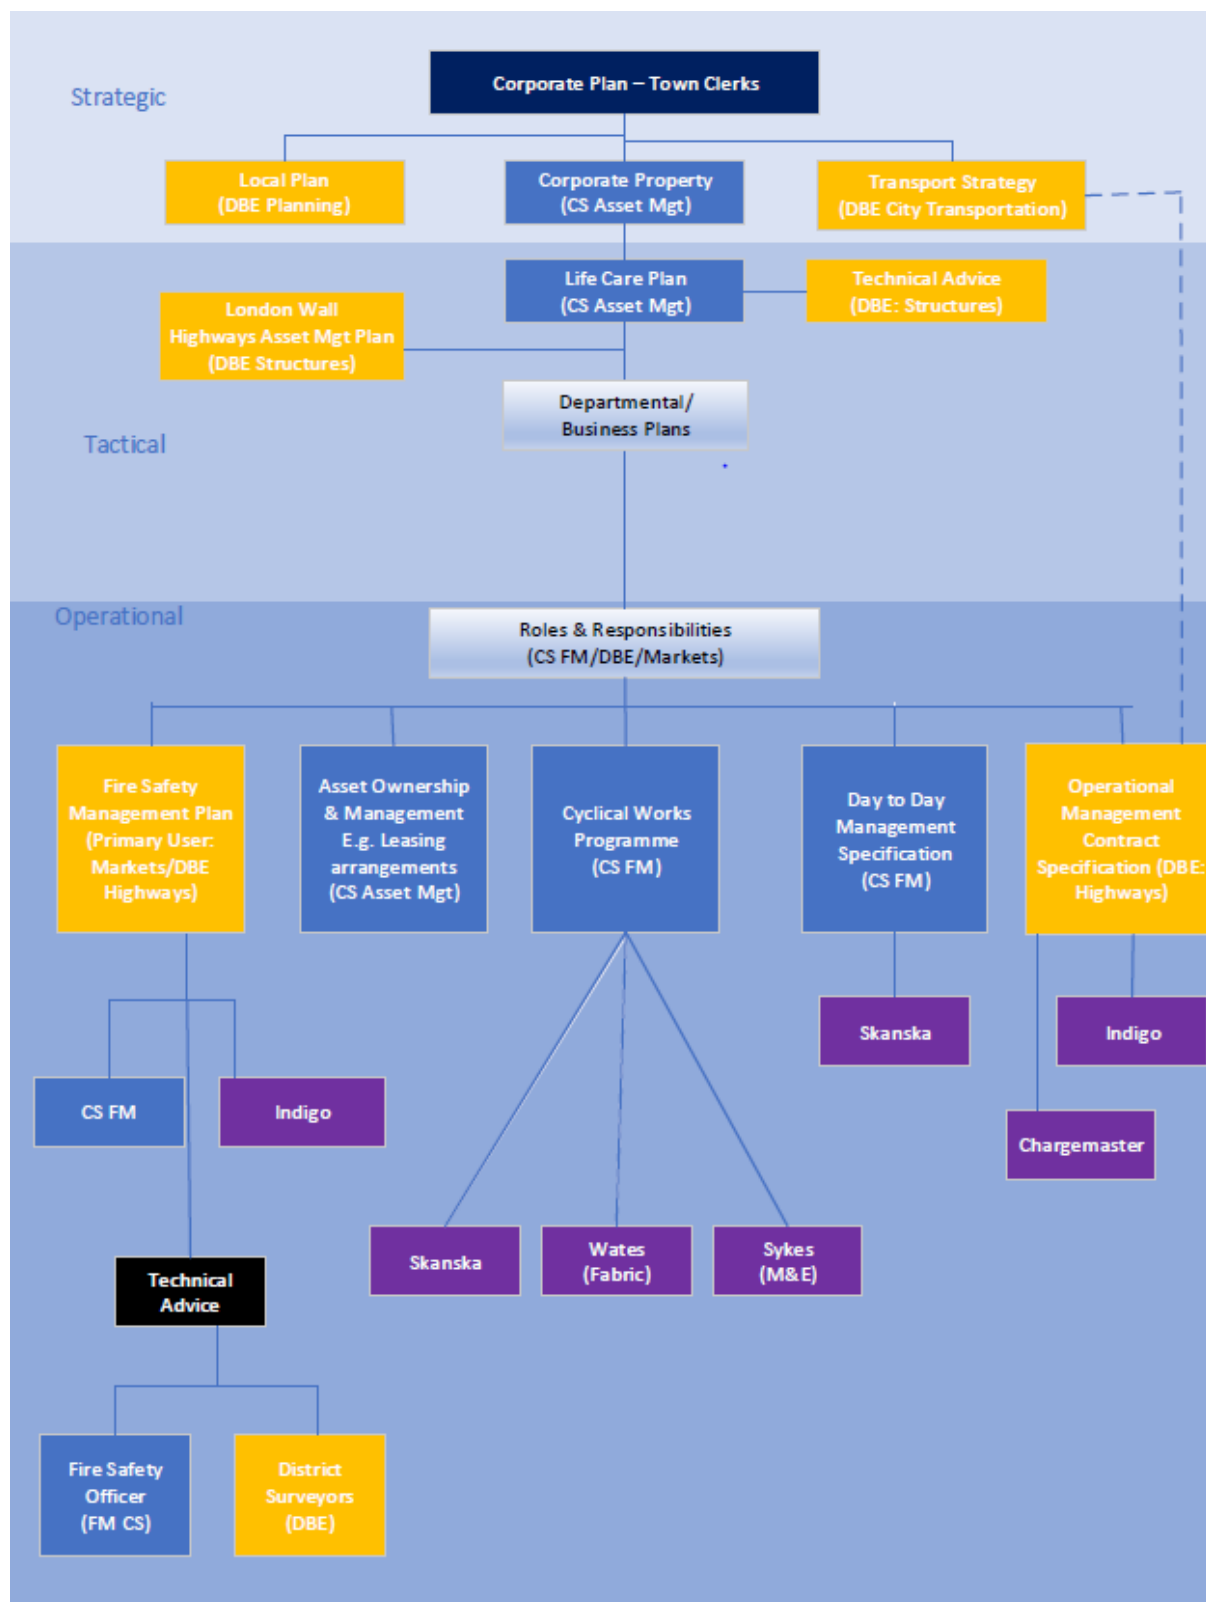 Strategic
Corporate Plan – Town Clerks
Local Plan
(DBE Planning)
Corporate Property
(CS Asset Mgt)
Transport Strategy
(DBE City Transportation)
Life Care Plan
(CS Asset Mgt)
Technical Advice
(DBE: Structures)
London Wall
Highways Asset Mgt Plan
(DBE Structures)
Departmental/
Business Plans
Tactical
Operational
Roles & Responsibilities
(CS FM/DBE/Markets)
Fire Safety
Management Plan
(Primary User:
Markets/DBE
Highways)
Asset Ownership
& Management
E.g. Leasing
arrangements
(CS Asset Mgt)
Cyclical Works
Programme
(CS FM)
Day to Day
Management
Specification
(CS FM)
Operational
Management
Contract
Specification (DBE:
Highways)
Skanska
Indigo
CS FM
Indigo
Chargemaster
Skanska
Wates
(Fabric)
Sykes
(M&E)
Technical
Advice
Fire Safety
Officer
(FM CS)
District
Surveyors
(DBE)